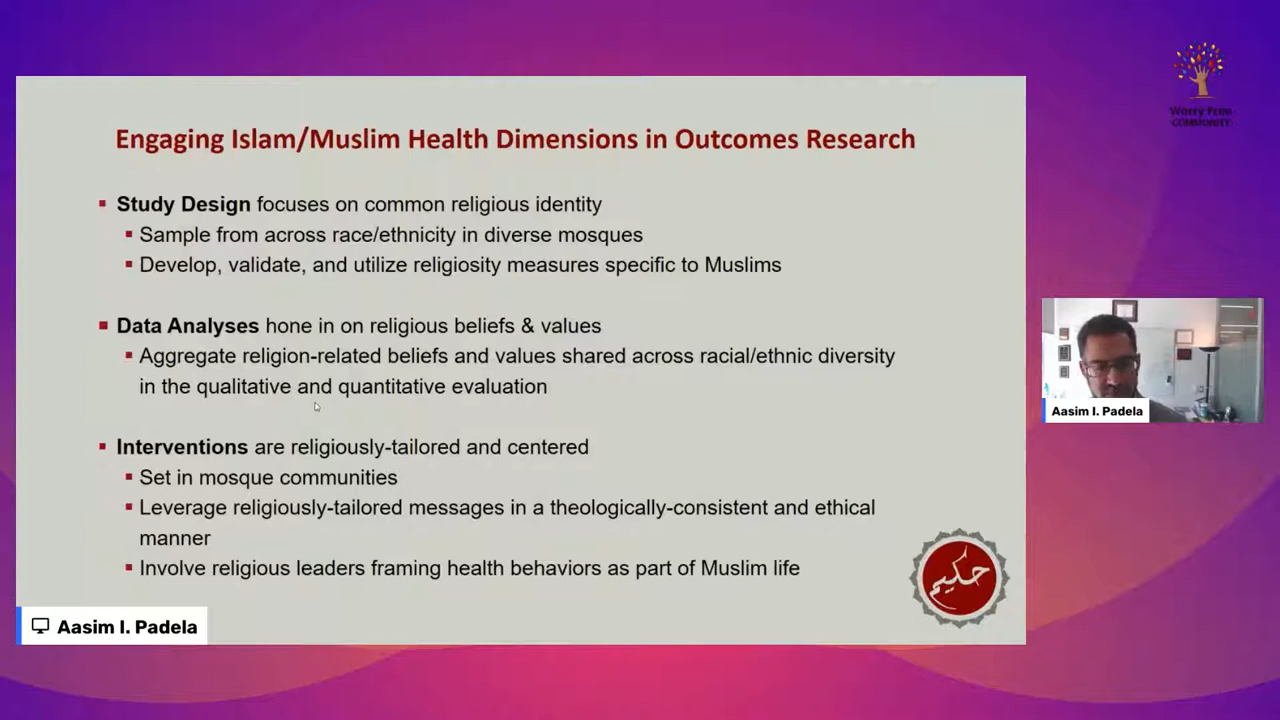 Worry Free
COMMUNITY
Engaging Islam/Muslim Health Dimensions in Outcomes Research
▪ Study Design focuses on common religious identity
▪ Sample from across race/ethnicity in diverse mosques
▪ Develop, validate, and utilize religiosity measures specific to Muslims
▪ Data Analyses hone in on religious beliefs & values
▪ Aggregate religion-related beliefs and values shared across racial/ethnic diversity
in the qualitative and quantitative evaluation
▪ Interventions are religiously-tailored and centered
▪ Set in mosque communities
▪ Leverage religiously-tailored messages in a theologically-consistent and ethical
manner
▪ Involve religious leaders framing health behaviors as part of Muslim life
حكيم
Aasim I. Padela
Aasim I. Padela